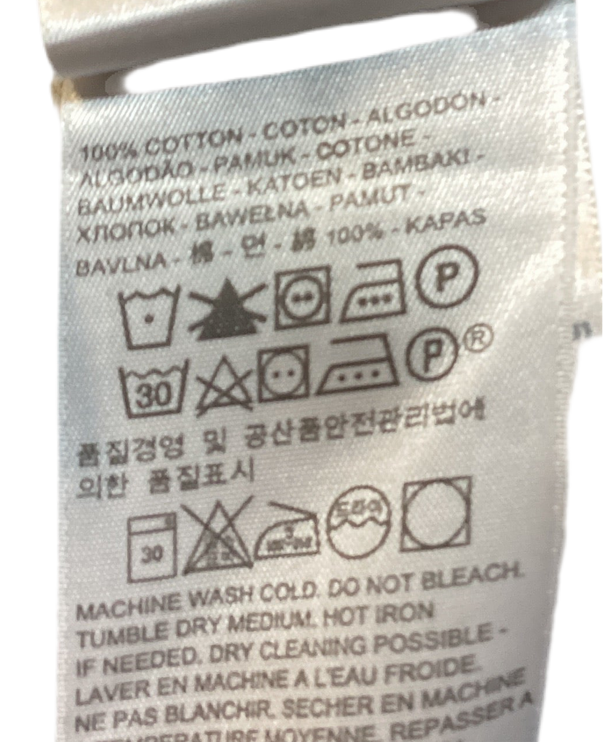 100% COTTON - COTON - ALGODÓN -
ALGODÃO - PAMUK - COTONE -
BAUMWOLLE - KATOEN - BAMBAKI -
ХЛОПОК - BAWEŁNA - PAMUT -
BAVLNA - 棉 - 면 - 綿 100% - KAPAS
P
30 P ®
품질경영 및 공산품안전관리법에
의한 품질표시
30 드라이
MACHINE WASH COLD. DO NOT BLEACH.
TUMBLE DRY MEDIUM. HOT IRON
IF NEEDED. DRY CLEANING POSSIBLE -
LAVER EN MACHINE A L'EAU FROIDE.
NE PAS BLANCHIR. SECHER EN MACHINE
TEMPERATURE MOYENNE. REPASSER A